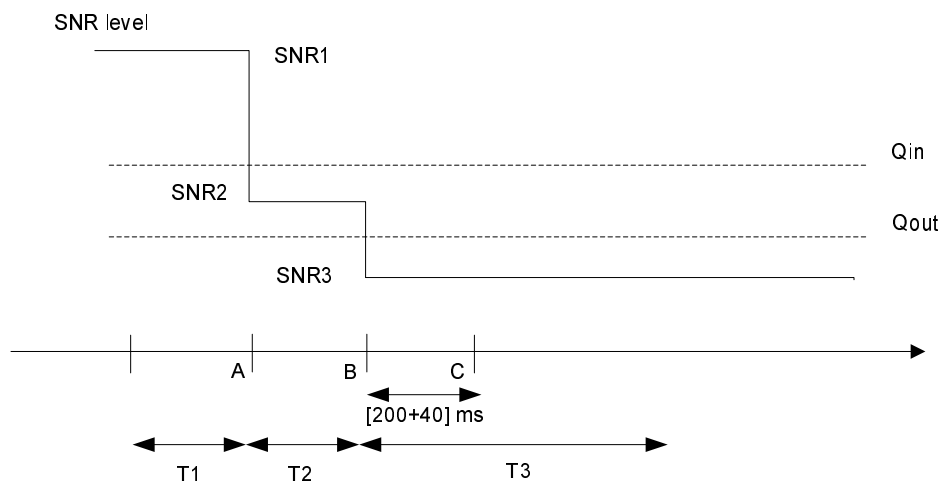 SNR level
SNR1
Qin
SNR2
Qout
SNR3
A
B
C
[200+40] ms
T1
T2
T3